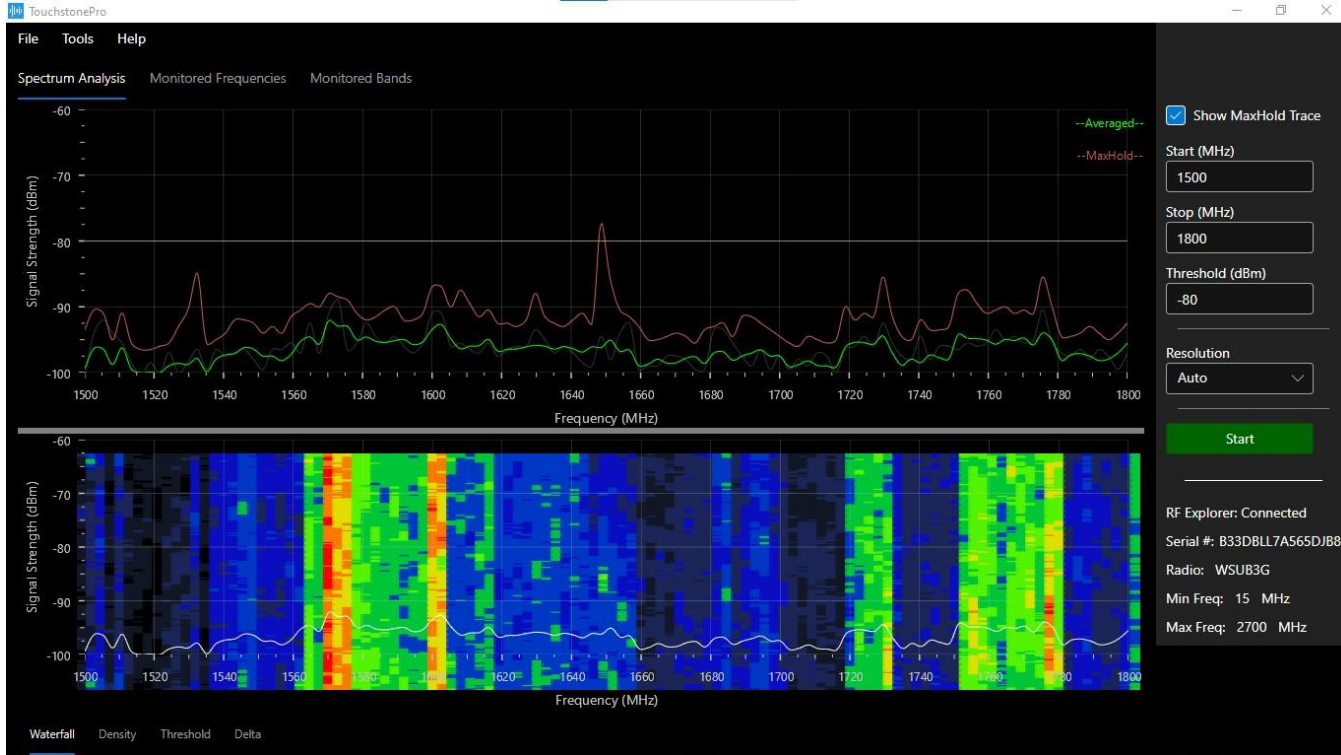 TouchstonePro
File Tools Help
Spectrum Analysis Monitored Frequencies Monitored Bands
-60
-70
-80
-90
-100
Signal Strength (dBm)
--Averaged--
--MaxHold--
1500 1520 1540 1560 1580 1600 1620 1640 1660 1680 1700 1720 1740 1760 1780 1800
Frequency (MHz)
-60
-70
-80
-90
-100
Signal Strength (dBm)
1500 1520 1540 1560 1580 1600 1620 1640 1660 1680 1700 1720 1740 1760 1780 1800
Frequency (MHz)
Waterfall Density Threshold Delta
Show MaxHold Trace
Start (MHz)
1500
Stop (MHz)
1800
Threshold (dBm)
-80
Resolution
Auto
Start
RF Explorer: Connected
Serial #: B33DBLL7A565DJB8
Radio: WSUB3G
Min Freq: 15 MHz
Max Freq: 2700 MHz